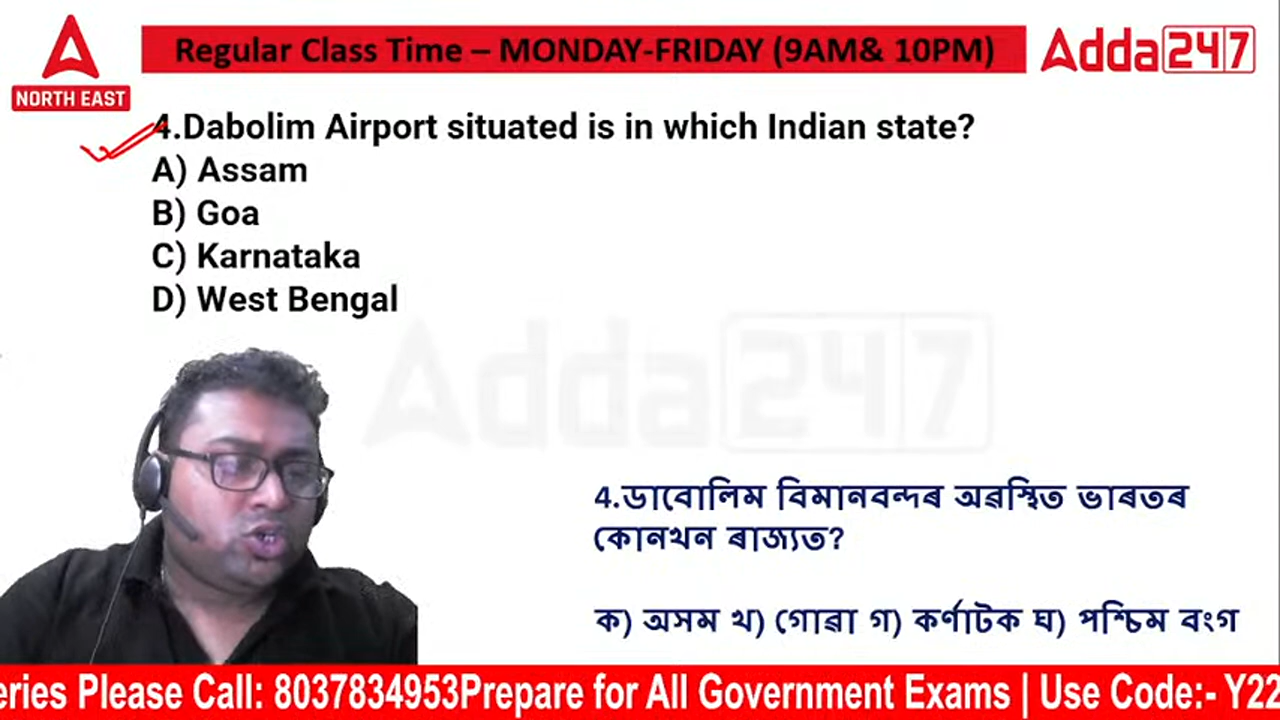 Regular Class Time – MONDAY-FRIDAY (9AM& 10PM)
Adda247
NORTH EAST
4.Dabolim Airport situated is in which Indian state?
A) Assam
B) Goa
C) Karnataka
D) West Bengal
Adda247
4.ডাবোলিম বিমানবন্দৰ অৱস্থিত ভাৰতৰ
কোনখন ৰাজ্যত?
ক) অসম খ) গোৱা গ) কৰ্ণাটক ঘ) পশ্চিম বংগ
eries Please Call: 8037834953Prepare for All Government Exams | Use Code:- Y22